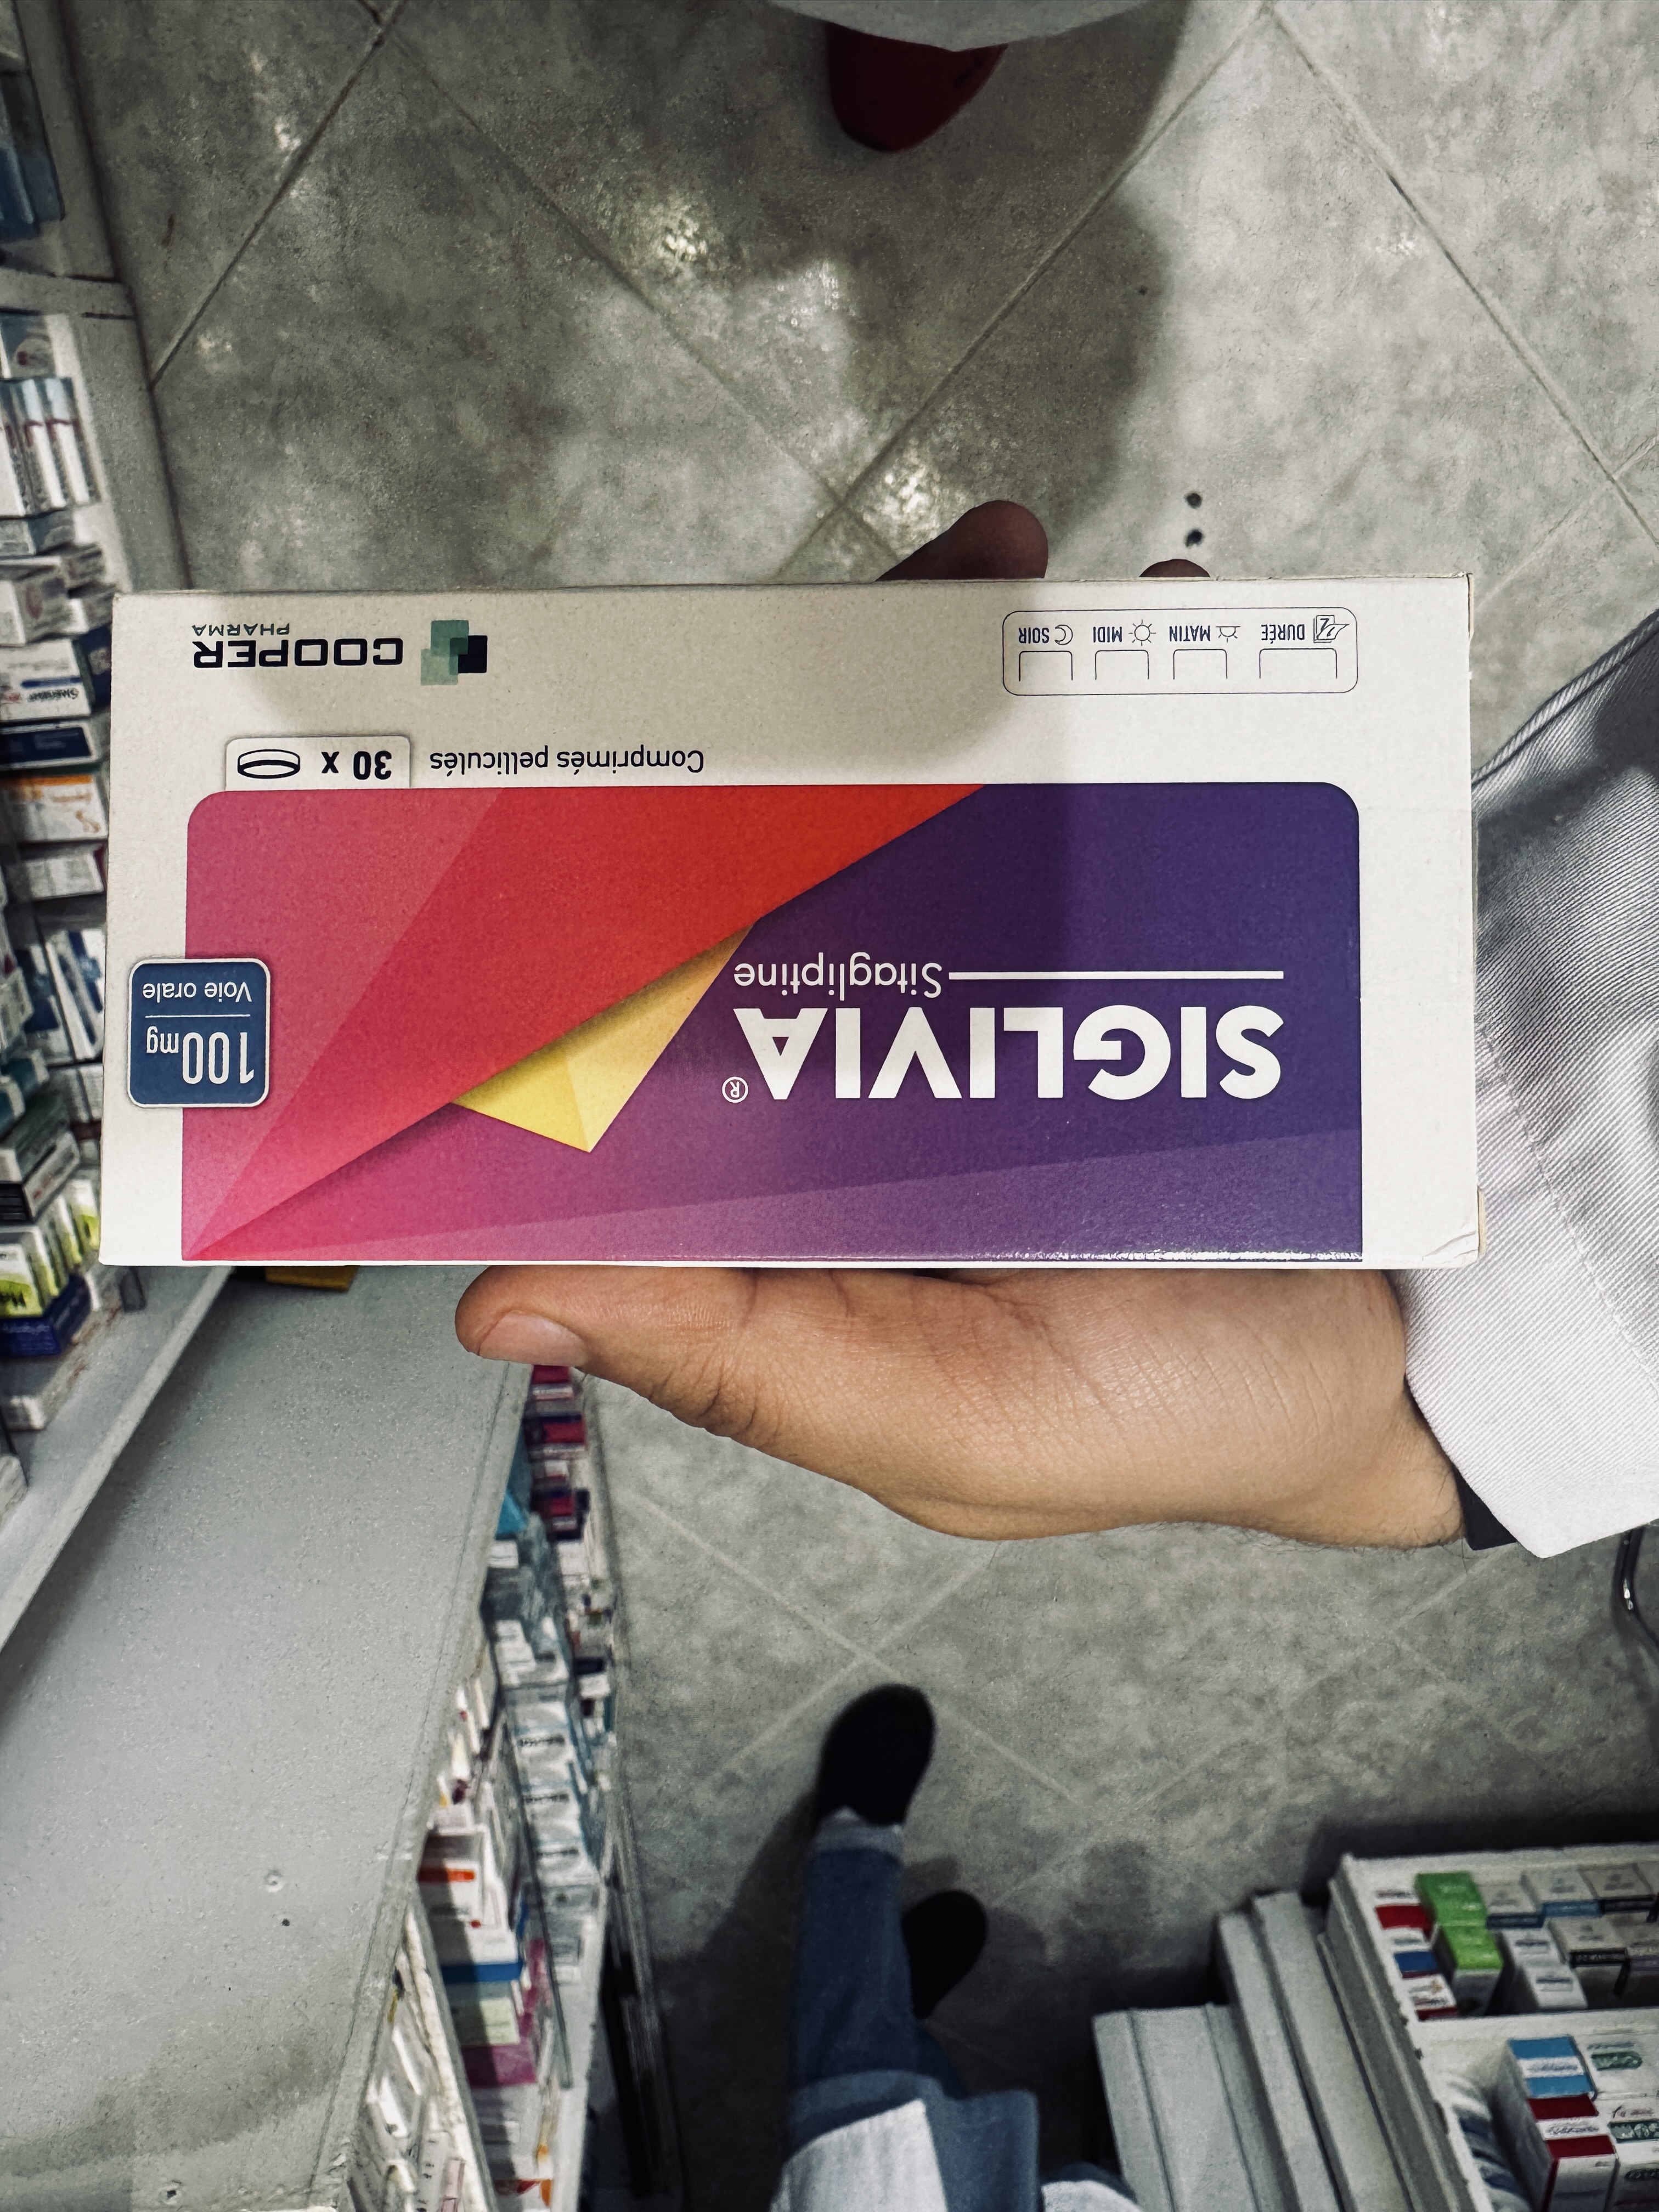 SIGLIVIA®
Sitagliptine
100mg
Voie orale
Comprimés pelliculés 30 x
DURÉE MATIN MIDI SOIR
COOPER
PHARMA